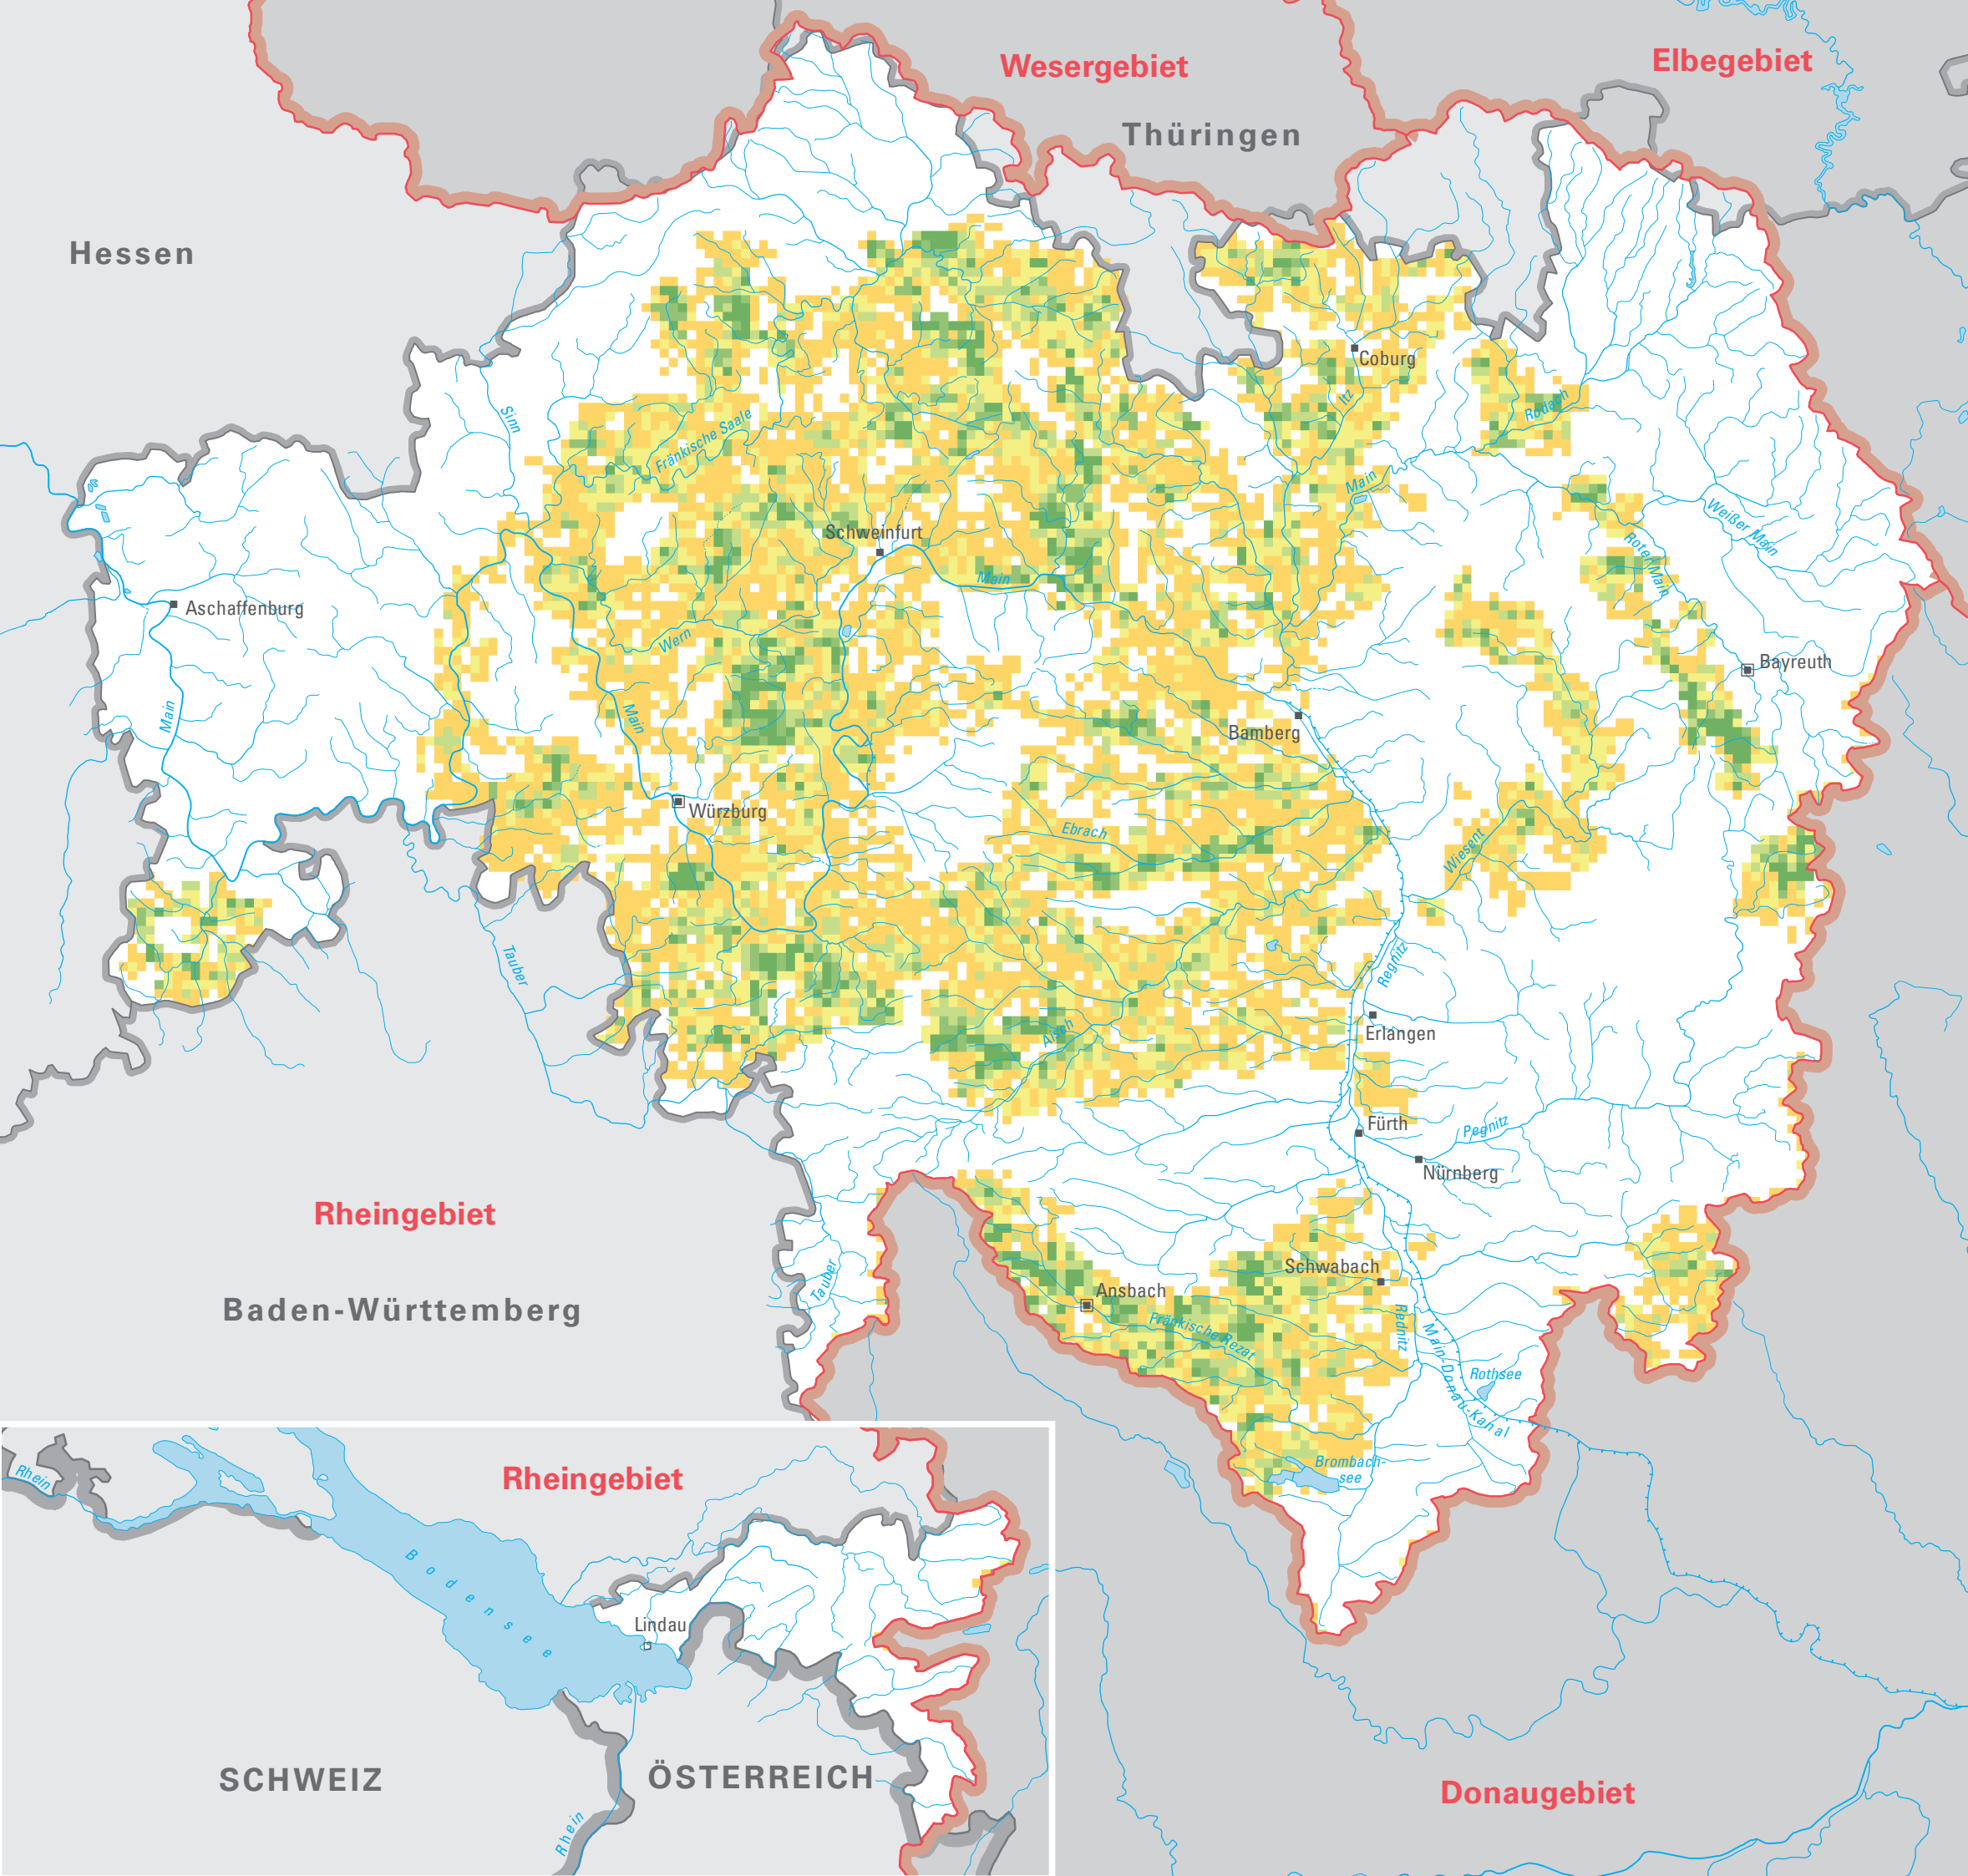 Elbegebiet
Wesergebiet
Thüringen
Hessen
Coburg
Itz
Rodach
Sinn
Fränkische Saale
Main
Weißer Main
Schweinfurt
Roter Main
Main
Aschaffenburg
Wern
Bayreuth
Main
Main
Bamberg
Würzburg
Ebrach
Wiesent
Tauber
Regnitz
Aisch
Erlangen
Fürth
Pegnitz
Nürnberg
Rheingebiet
Schwabach
Tauber
Ansbach
Baden-Württemberg
Fränkische Rezat
Rednitz
Main-Donau-Kanal
Rothsee
Brombach-
see
Rhein
Rheingebiet
Bodensee
Lindau
SCHWEIZ
ÖSTERREICH
Rhein
Donaugebiet